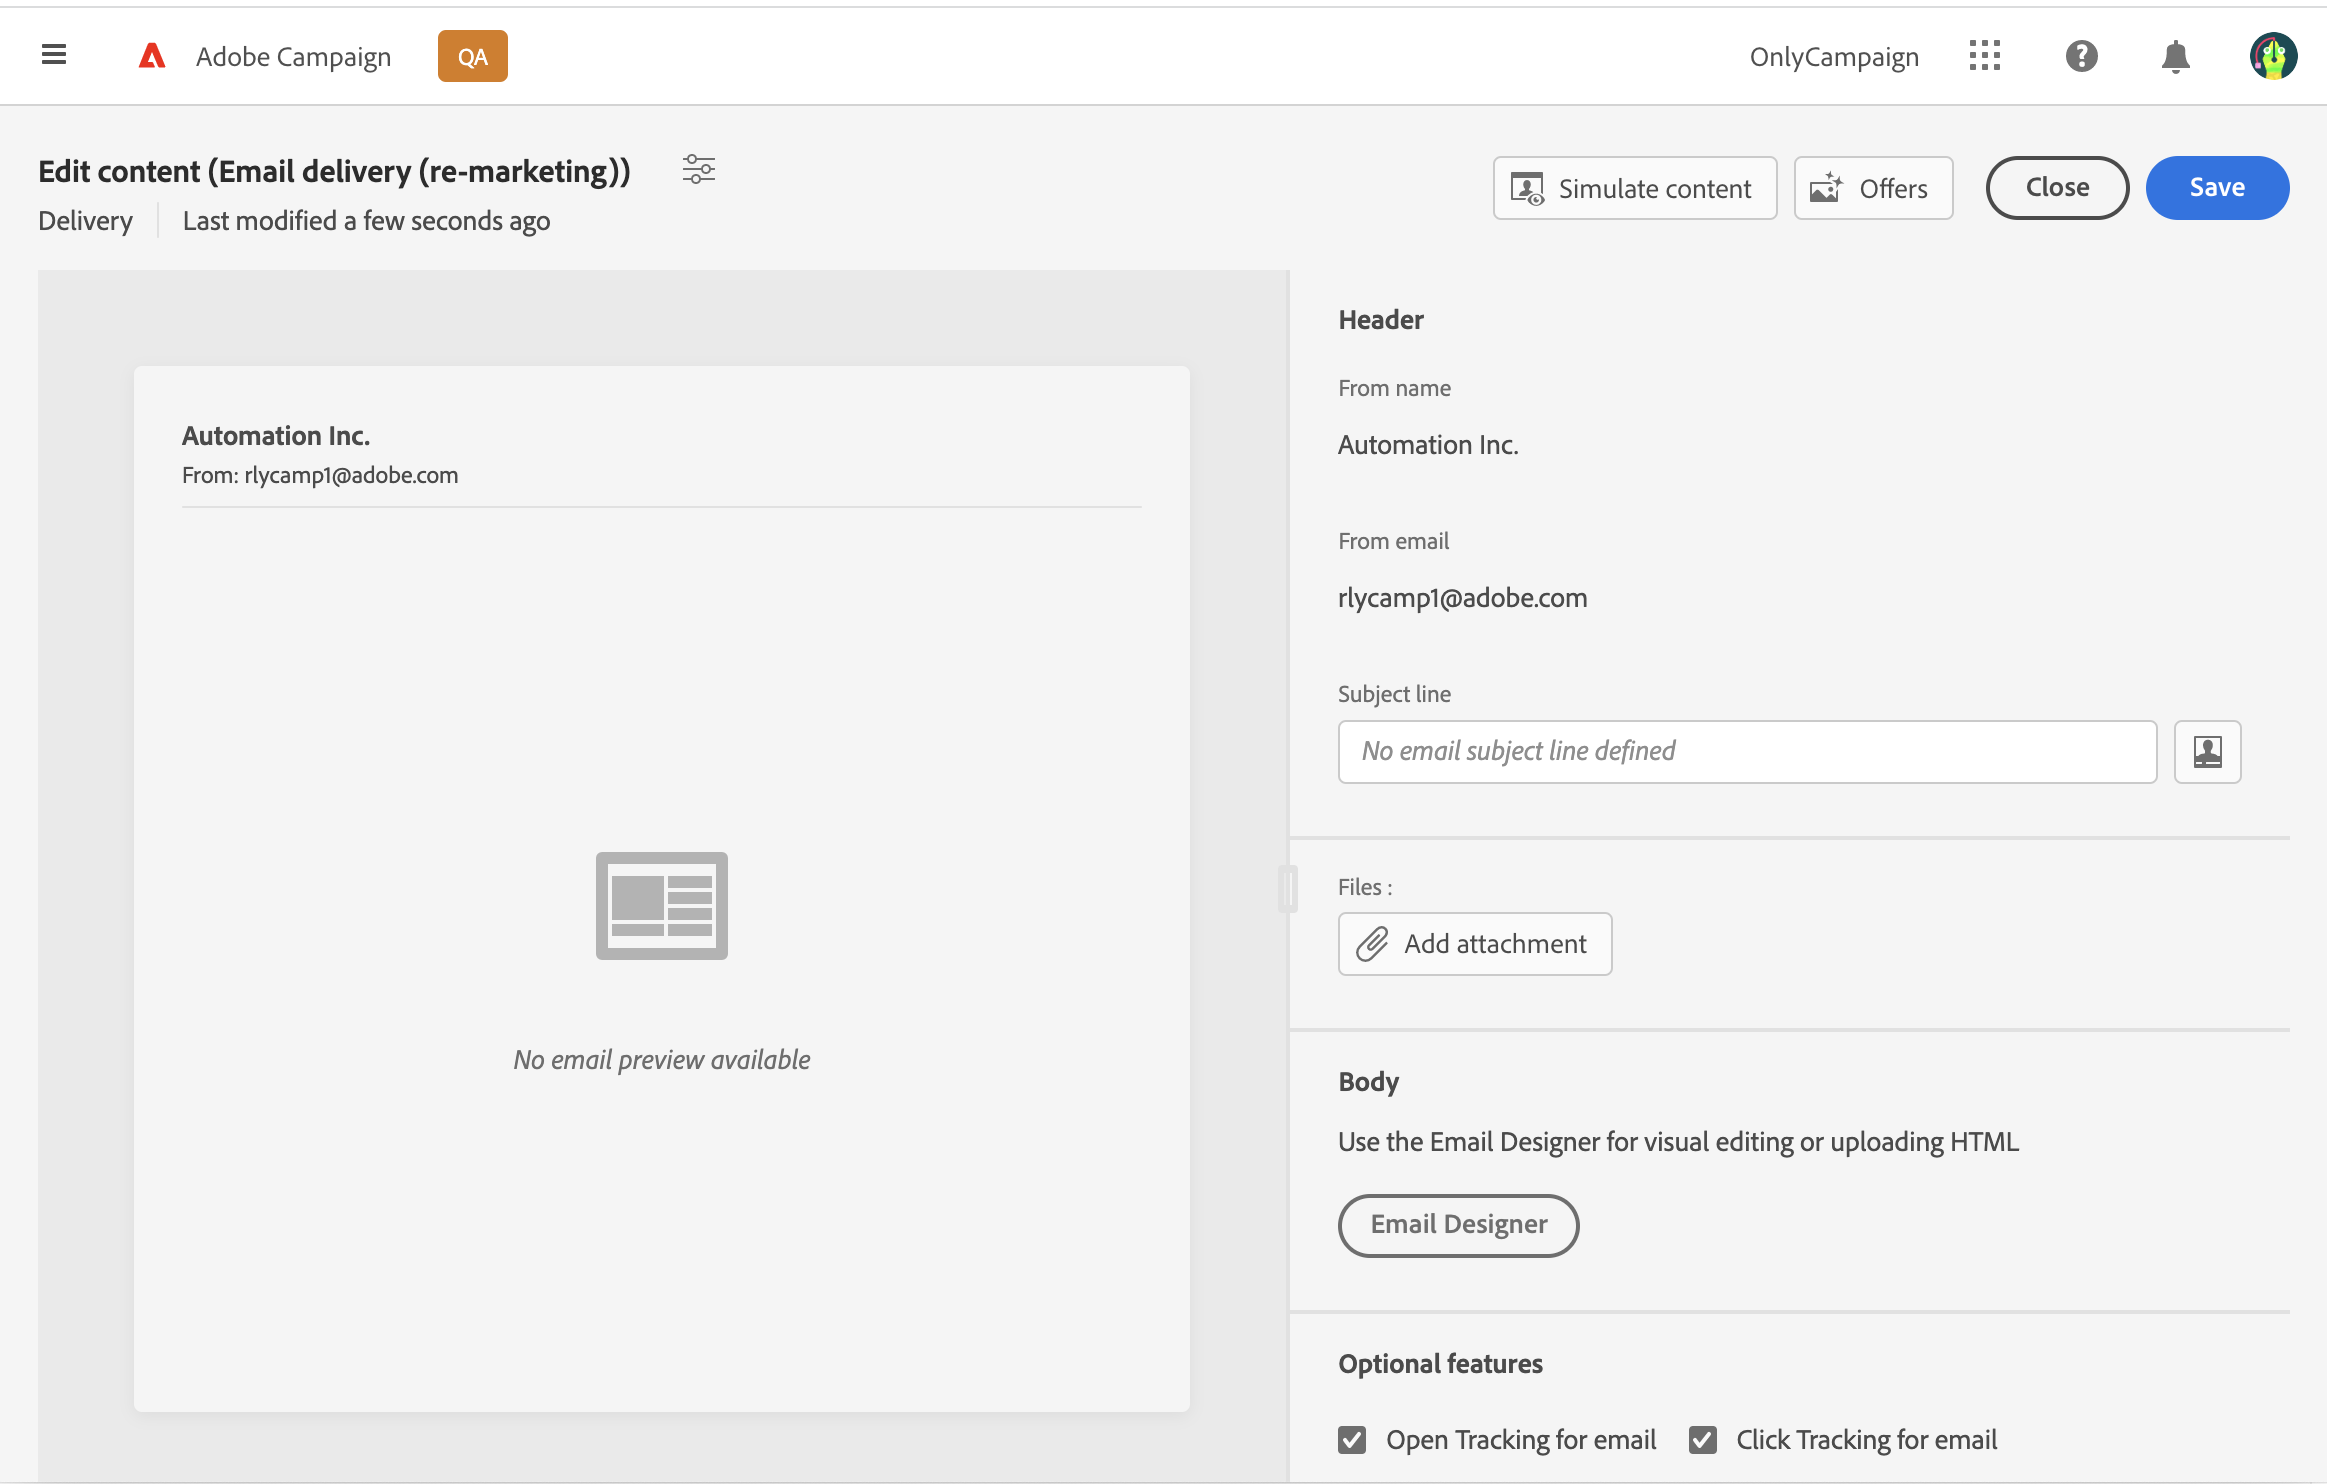 Adobe Campaign
QA
OnlyCampaign
Edit content (Email delivery (re-marketing))
Delivery
Last modified a few seconds ago
Simulate content
Offers
Close
Save
Automation Inc.
From: rlycamp1@adobe.com
No email preview available
Header
From name
Automation Inc.
From email
rlycamp1@adobe.com
Subject line
No email subject line defined
Files :
Add attachment
Body
Use the Email Designer for visual editing or uploading HTML
Email Designer
Optional features
Open Tracking for email
Click Tracking for email